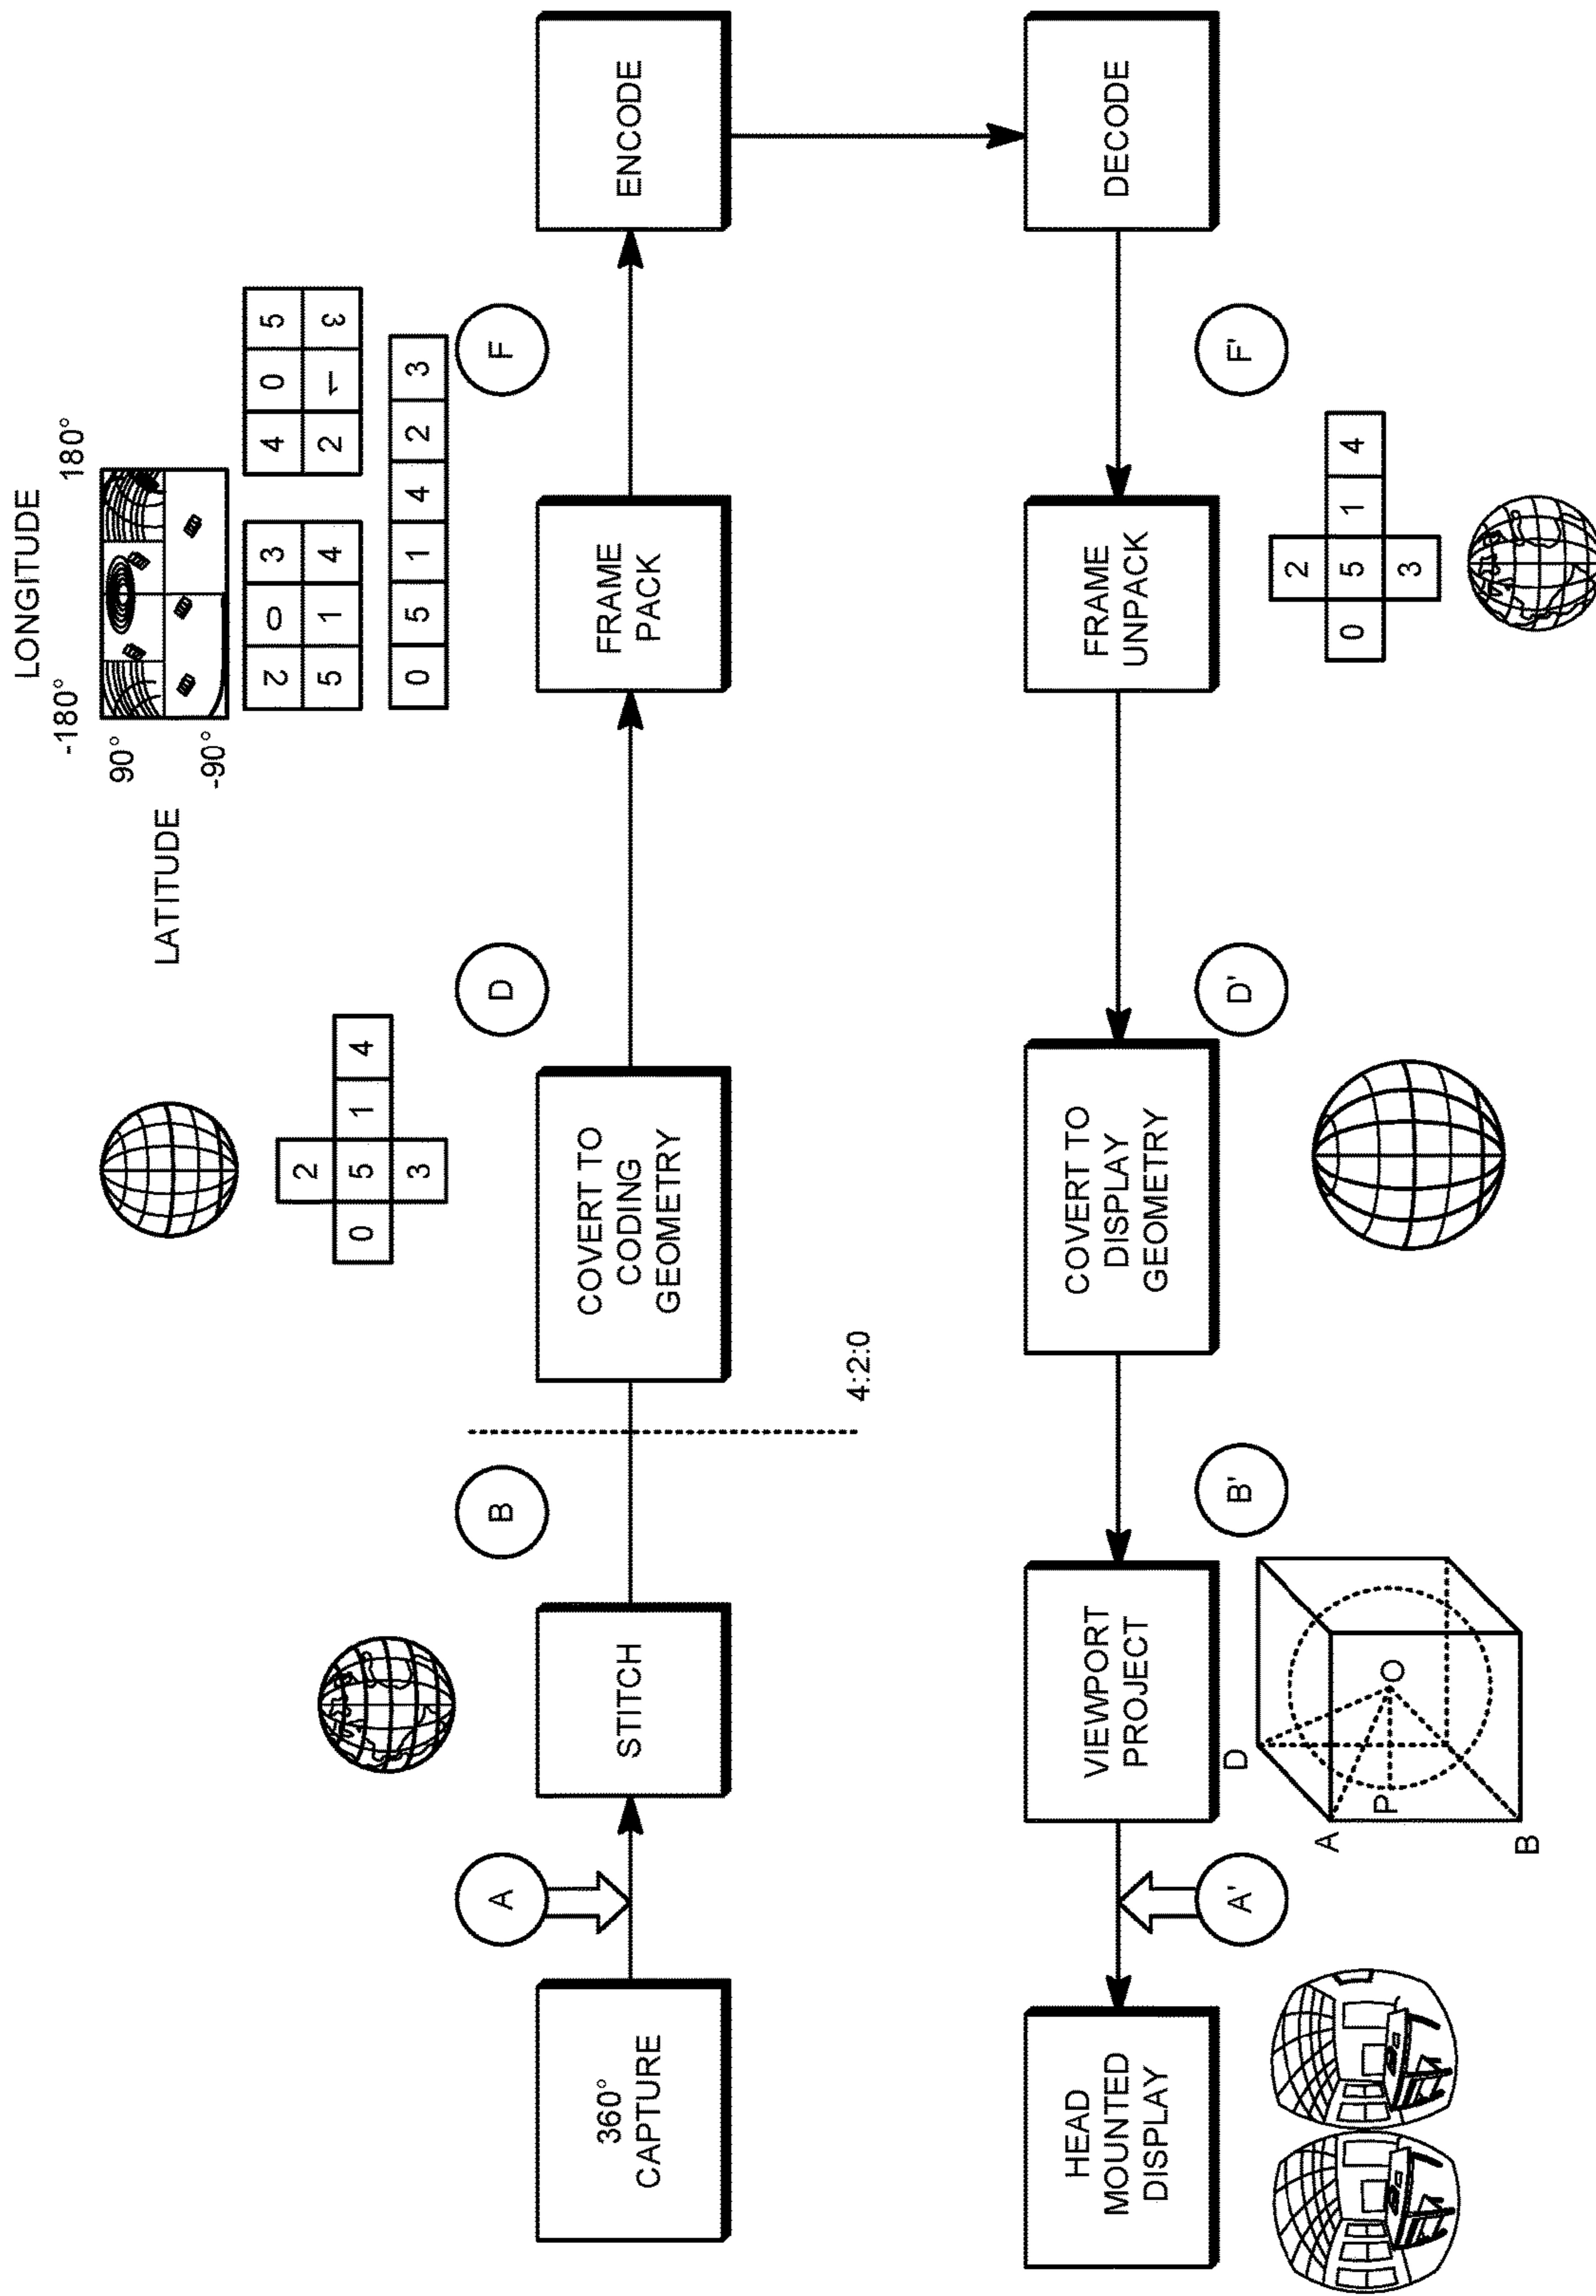 LONGITUDE
-180° 180°
90°
LATITUDE
-90°
2
0 5 1 4
3
2 0 3
5 1 4
4 0 5
2 1 3
0 5 1 4 2 3
A
B
D
F
360°
CAPTURE
STITCH
COVERT TO
CODING
GEOMETRY
FRAME
PACK
ENCODE
4:2:0
HEAD
MOUNTED
DISPLAY
VIEWPORT
PROJECT
COVERT TO
DISPLAY
GEOMETRY
FRAME
UNPACK
DECODE
A'
B'
D'
F'
D
A
P
O
B
2
0 5 1 4
3